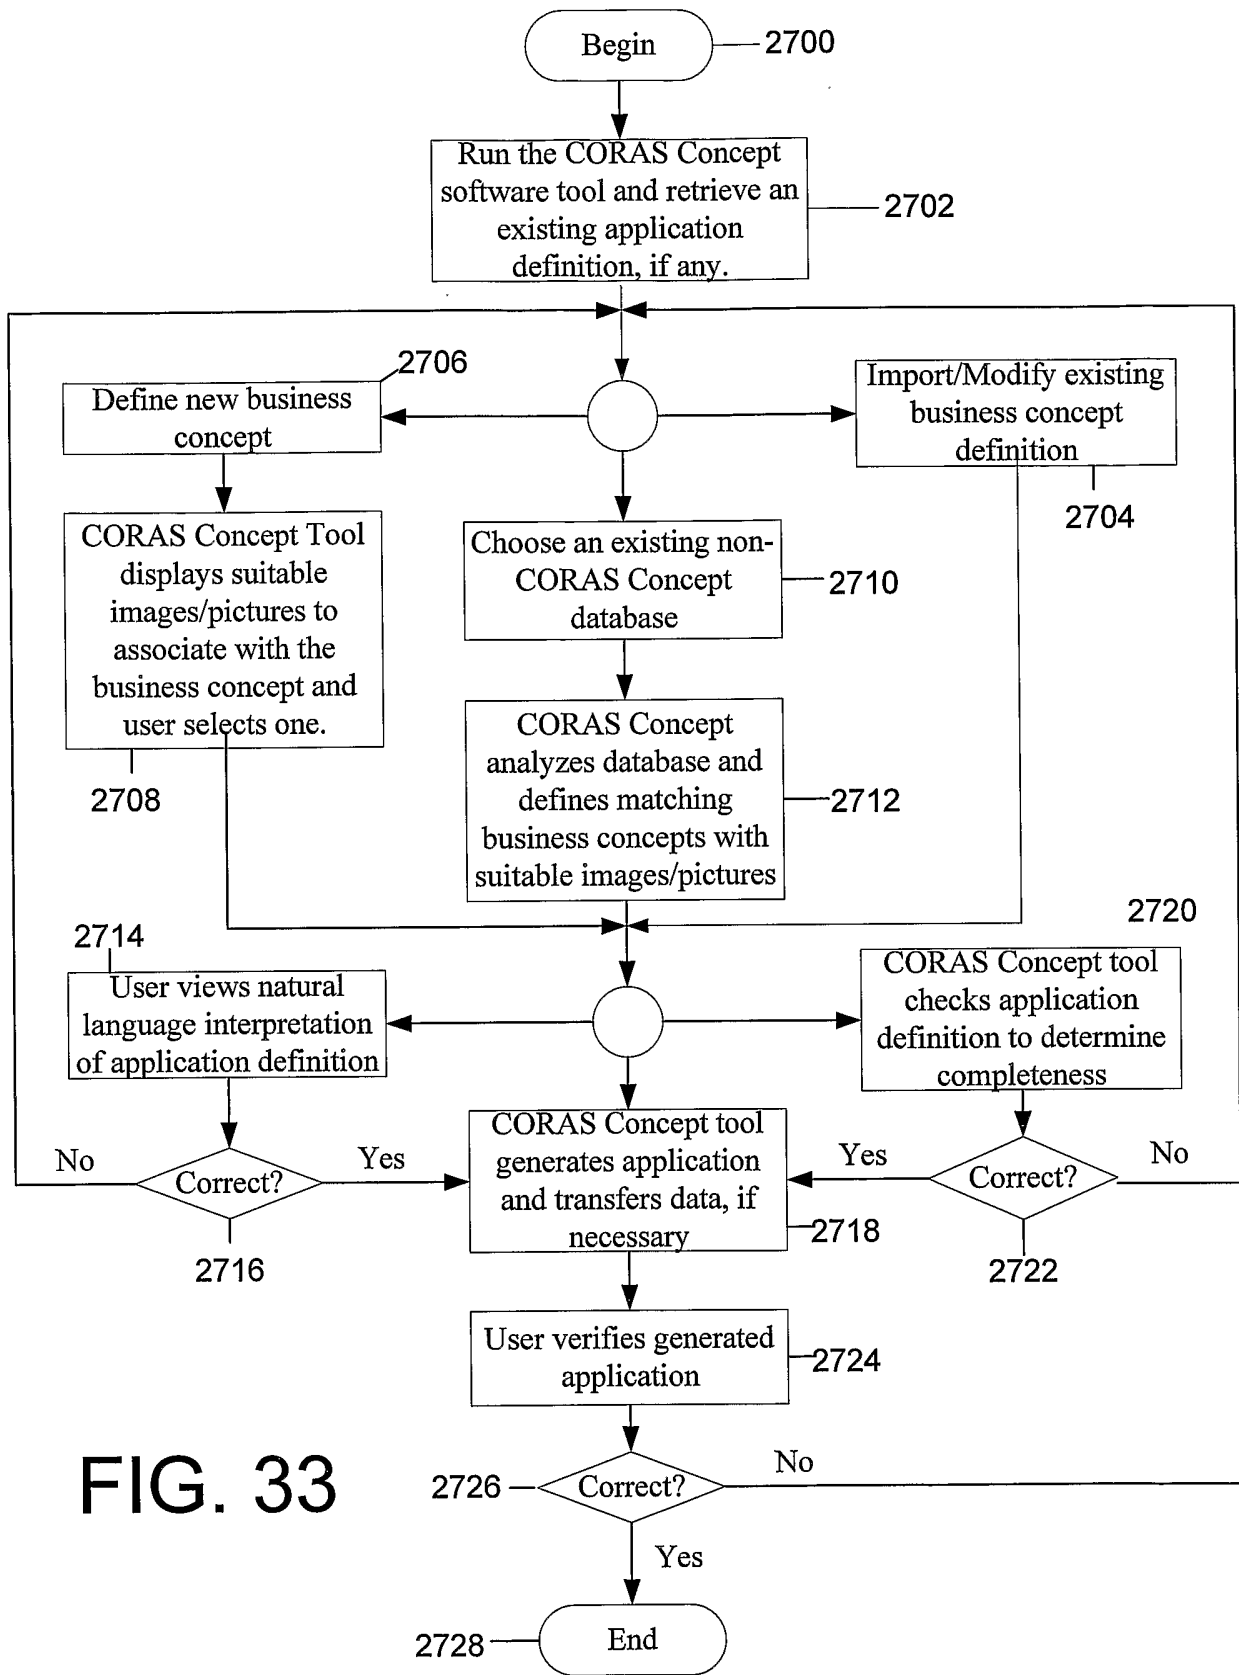 Begin
2700
Run the CORAS Concept
software tool and retrieve an
existing application
definition, if any.
2702
2706
Define new business
concept
Import/Modify existing
business concept
definition
2704
CORAS Concept Tool
displays suitable
images/pictures to
associate with the
business concept and
user selects one.
2708
Choose an existing non-
CORAS Concept
database
2710
CORAS Concept
analyzes database and
defines matching
business concepts with
suitable images/pictures
2712
2714
User views natural
language interpretation
of application definition
2720
CORAS Concept tool
checks application
definition to determine
completeness
No
Correct?
Yes
2716
CORAS Concept tool
generates application
and transfers data, if
necessary
2718
Yes
Correct?
No
2722
User verifies generated
application
2724
FIG. 33
2726
Correct?
No
Yes
2728
End